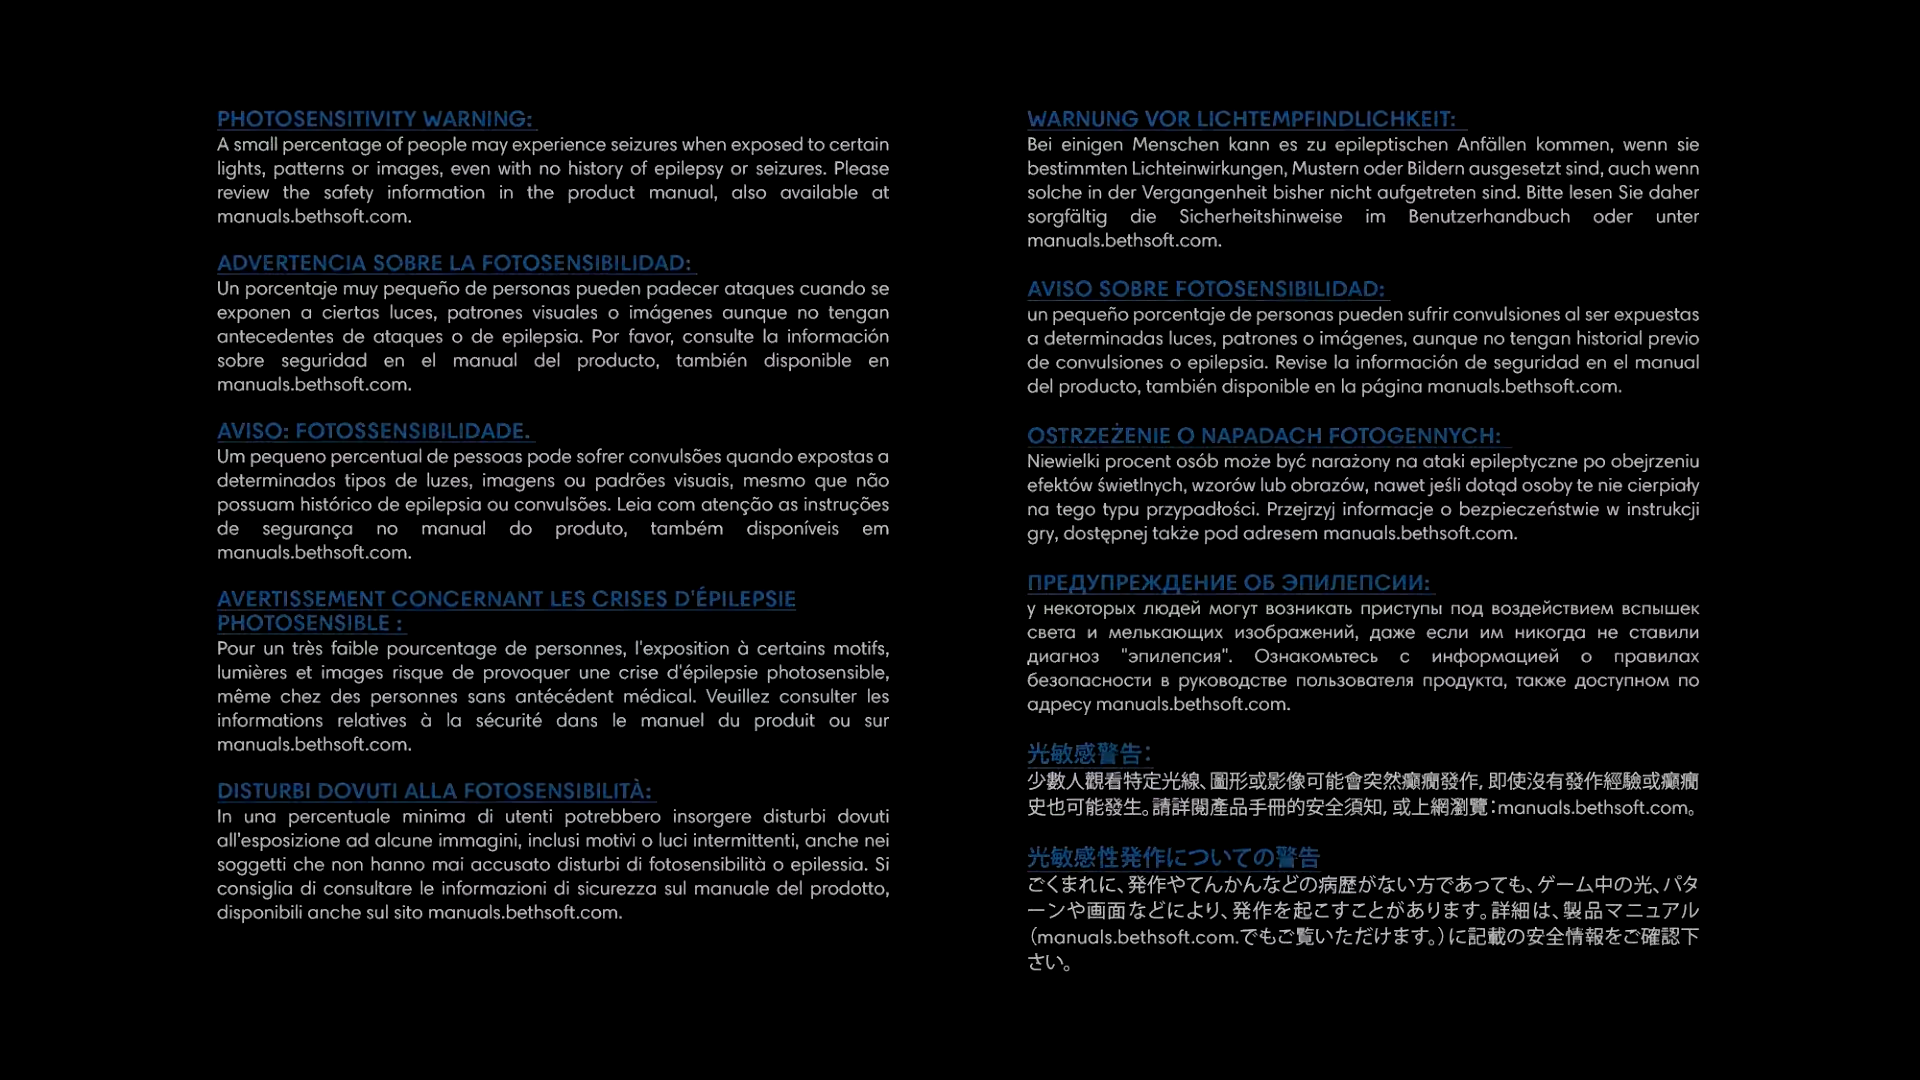 PHOTOSENSITIVITY WARNING:
A small percentage of people may experience seizures when exposed to certain
lights, patterns or images, even with no history of epilepsy or seizures. Please
review the safety information in the product manual, also available at
manuals.bethsoft.com.
ADVERTENCIA SOBRE LA FOTOSENSIBILIDAD:
Un porcentaje muy pequeño de personas pueden padecer ataques cuando se
exponen a ciertas luces, patrones visuales o imágenes aunque no tengan
antecedentes de ataques o de epilepsia. Por favor, consulte la información
sobre seguridad en el manual del producto, también disponible en
manuals.bethsoft.com.
AVISO: FOTOSSENSIBILIDADE.
Um pequeno percentual de pessoas pode sofrer convulsões quando expostas a
determinados tipos de luzes, imagens ou padrões visuais, mesmo que não
possuam histórico de epilepsia ou convulsões. Leia com atenção as instruções
de segurança no manual do produto, também disponíveis em
manuals.bethsoft.com.
AVERTISSEMENT CONCERNANT LES CRISES D'ÉPILEPSIE
PHOTOSENSIBLE :
Pour un très faible pourcentage de personnes, l'exposition à certains motifs,
lumières et images risque de provoquer une crise d'épilepsie photosensible,
même chez des personnes sans antécédent médical. Veuillez consulter les
informations relatives à la sécurité dans le manuel du produit ou sur
manuals.bethsoft.com.
DISTURBI DOVUTI ALLA FOTOSENSIBILITÀ:
In una percentuale minima di utenti potrebbero insorgere disturbi dovuti
all'esposizione ad alcune immagini, inclusi motivi o luci intermittenti, anche nei
soggetti che non hanno mai accusato disturbi di fotosensibilità o epilessia. Si
consiglia di consultare le informazioni di sicurezza sul manuale del prodotto,
disponibili anche sul sito manuals.bethsoft.com.
WARNUNG VOR LICHTEMPFINDLICHKEIT:
Bei einigen Menschen kann es zu epileptischen Anfällen kommen, wenn sie
bestimmten Lichteinwirkungen, Mustern oder Bildern ausgesetzt sind, auch wenn
solche in der Vergangenheit bisher nicht aufgetreten sind. Bitte lesen Sie daher
sorgfältig die Sicherheitshinweise im Benutzerhandbuch oder unter
manuals.bethsoft.com.
AVISO SOBRE FOTOSENSIBILIDAD:
un pequeño porcentaje de personas pueden sufrir convulsiones al ser expuestas
a determinadas luces, patrones o imágenes, aunque no tengan historial previo
de convulsiones o epilepsia. Revise la información de seguridad en el manual
del producto, también disponible en la página manuals.bethsoft.com.
OSTRZEŻENIE O NAPADACH FOTOGENNYCH:
Niewielki procent osób może być narażony na ataki epileptyczne po obejrzeniu
efektów świetlnych, wzorów lub obrazów, nawet jeśli dotąd osoby te nie cierpiały
na tego typu przypadłości. Przejrzyj informacje o bezpieczeństwie w instrukcji
gry, dostępnej także pod adresem manuals.bethsoft.com.
ПРЕДУПРЕЖДЕНИЕ ОБ ЭПИЛЕПСИИ:
у некоторых людей могут возникать приступы под воздействием вспышек
света и мелькающих изображений, даже если им никогда не ставили
диагноз "эпилепсия". Ознакомьтесь с информацией о правилах
безопасности в руководстве пользователя продукта, также доступном по
адресу manuals.bethsoft.com.
光敏感警告：
少數人觀看特定光線、圖形或影像可能會突然癲癇發作, 即使沒有發作經驗或癲癇
史也可能發生。請詳閱產品手冊的安全須知, 或上網瀏覽：manuals.bethsoft.com。
光敏感性発作についての警告
ごくまれに、発作やてんかんなどの病歴がない方であっても、ゲーム中の光、パタ
ーンや画面などにより、発作を起こすことがあります。詳細は、製品マニュアル
（manuals.bethsoft.com.でもご覧いただけます。）に記載の安全情報をご確認下
さい。